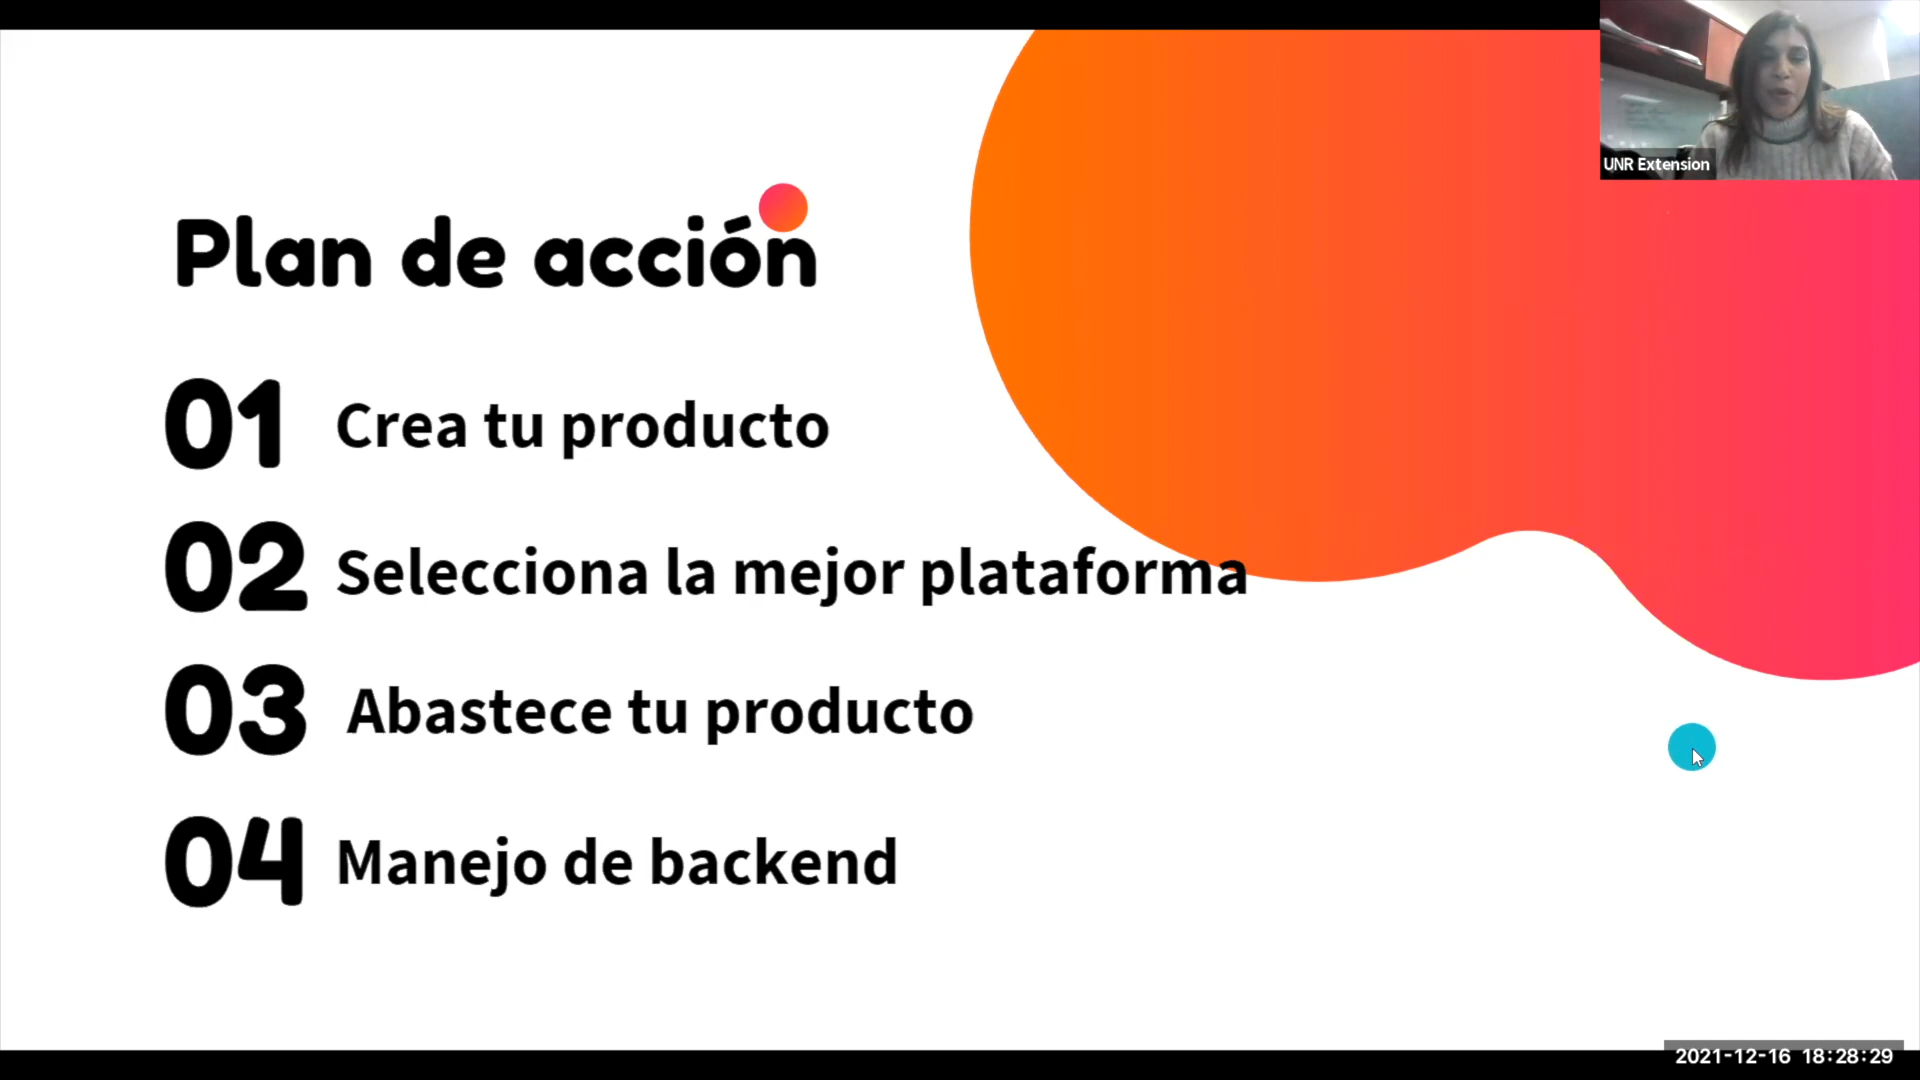 UNR Extension
Plan de acción
01 Crea tu producto
02 Selecciona la mejor plataforma
03 Abastece tu producto
04 Manejo de backend
2021-12-16 18:28:29